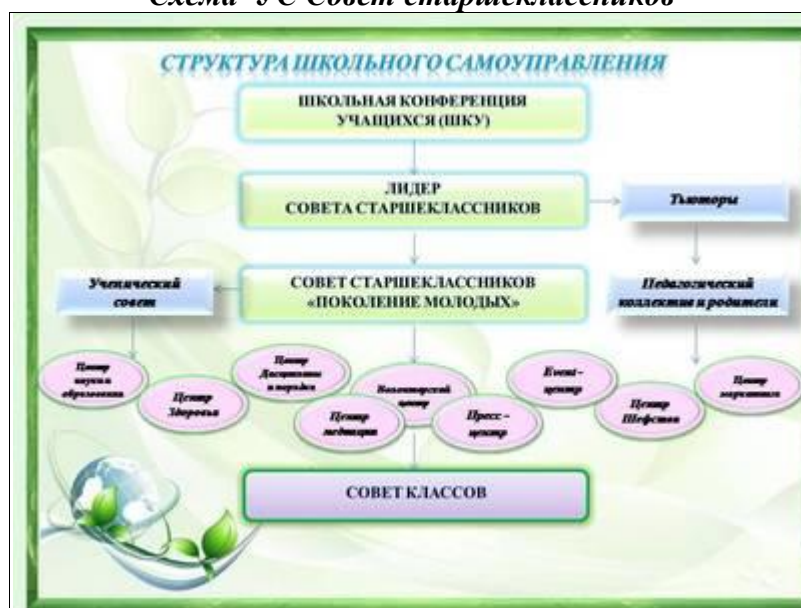 Схема УС Совет старшеклассников
СТРУКТУРА ШКОЛЬНОГО САМОУПРАВЛЕНИЯ
ШКОЛЬНАЯ КОНФЕРЕНЦИЯ
УЧАЩИХСЯ (ШКУ)
ЛИДЕР
СОВЕТА СТАРШЕКЛАССНИКОВ
Тьюторы
Ученический
совет
СОВЕТ СТАРШЕКЛАССНИКОВ
«ПОКОЛЕНИЕ МОЛОДЫХ»
Педагогический
коллектив и родители
Центр
науки и
образования
Центр
Здоровья
Центр
Дисциплины
и порядка
Центр
медиации
Волонтерский
центр
Пресс –
центр
Event–
центр
Центр
Шефства
Центр
маркетинга
СОВЕТ КЛАССОВ